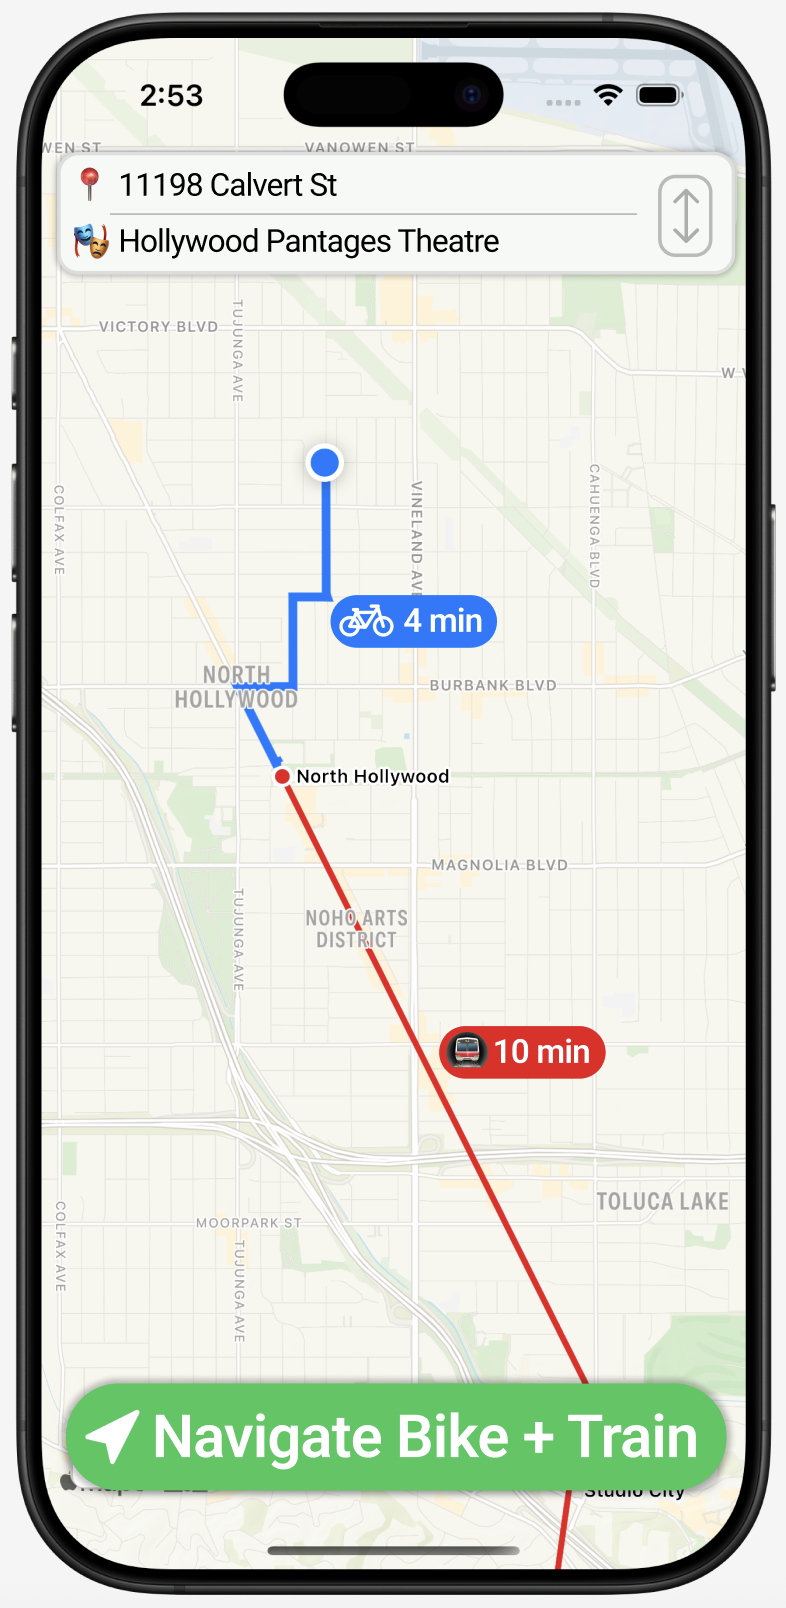 2:53
WEN ST
VANOWEN ST
11198 Calvert St
Hollywood Pantages Theatre
VICTORY BLVD
TUJUNGA AVE
W
COLFAX AVE
VINELAND AVE
CAHUENGA BLVD
4 min
NORTH
HOLLYWOOD
BURBANK BLVD
North Hollywood
MAGNOLIA BLVD
TUJUNGA AVE
NOHO ARTS
DISTRICT
10 min
TOLUCA LAKE
COLFAX AVE
MOORPARK ST
TUJUNGA AVE
Navigate Bike + Train
Studio City